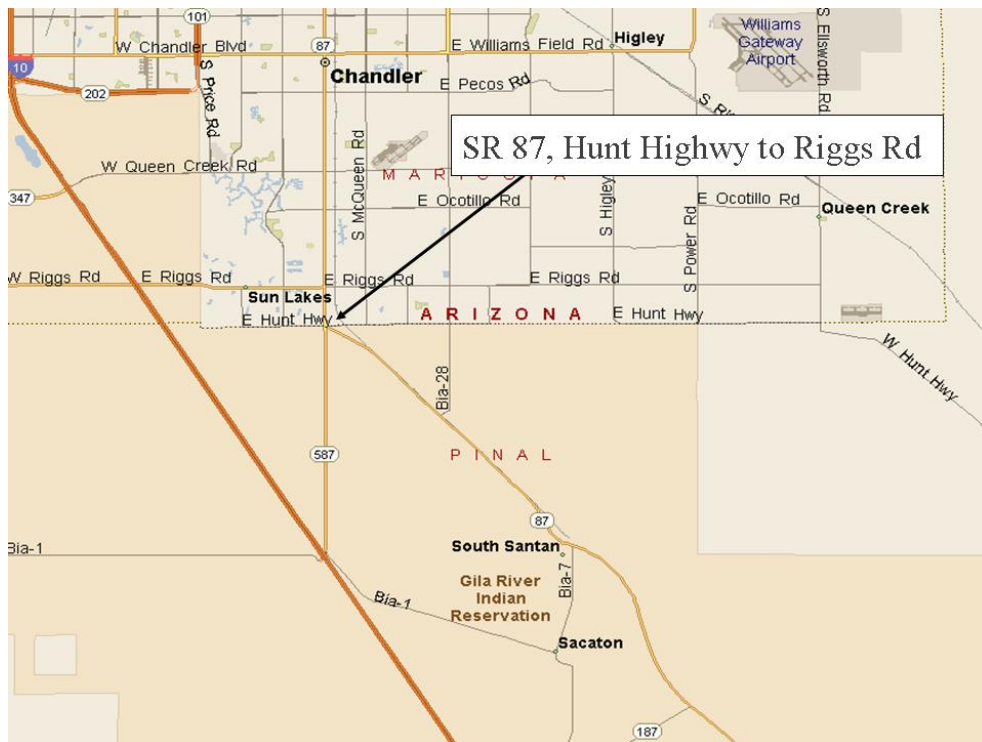 101
W Chandler Blvd
87
E Williams Field Rd
Higley
Williams
Gateway
Airport
S Ellsworth Rd
10
Chandler
202
S Price Rd
E Pecos Rd
SR 87, Hunt Highwy to Riggs Rd
W Queen Creek Rd
S McQueen Rd
347
E Ocotillo Rd
S Higley
E Ocotillo Rd
Queen Creek
S Power Rd
W Riggs Rd
E Riggs Rd
E Riggs Rd
E Riggs Rd
Sun Lakes
E Hunt Hwy
ARIZONA
E Hunt Hwy
W Hunt Hwy
Bia-28
587
PINAL
87
Bia-1
South Santan
Bia-7
Gila River
Indian
Reservation
Bia-1
Sacaton
187